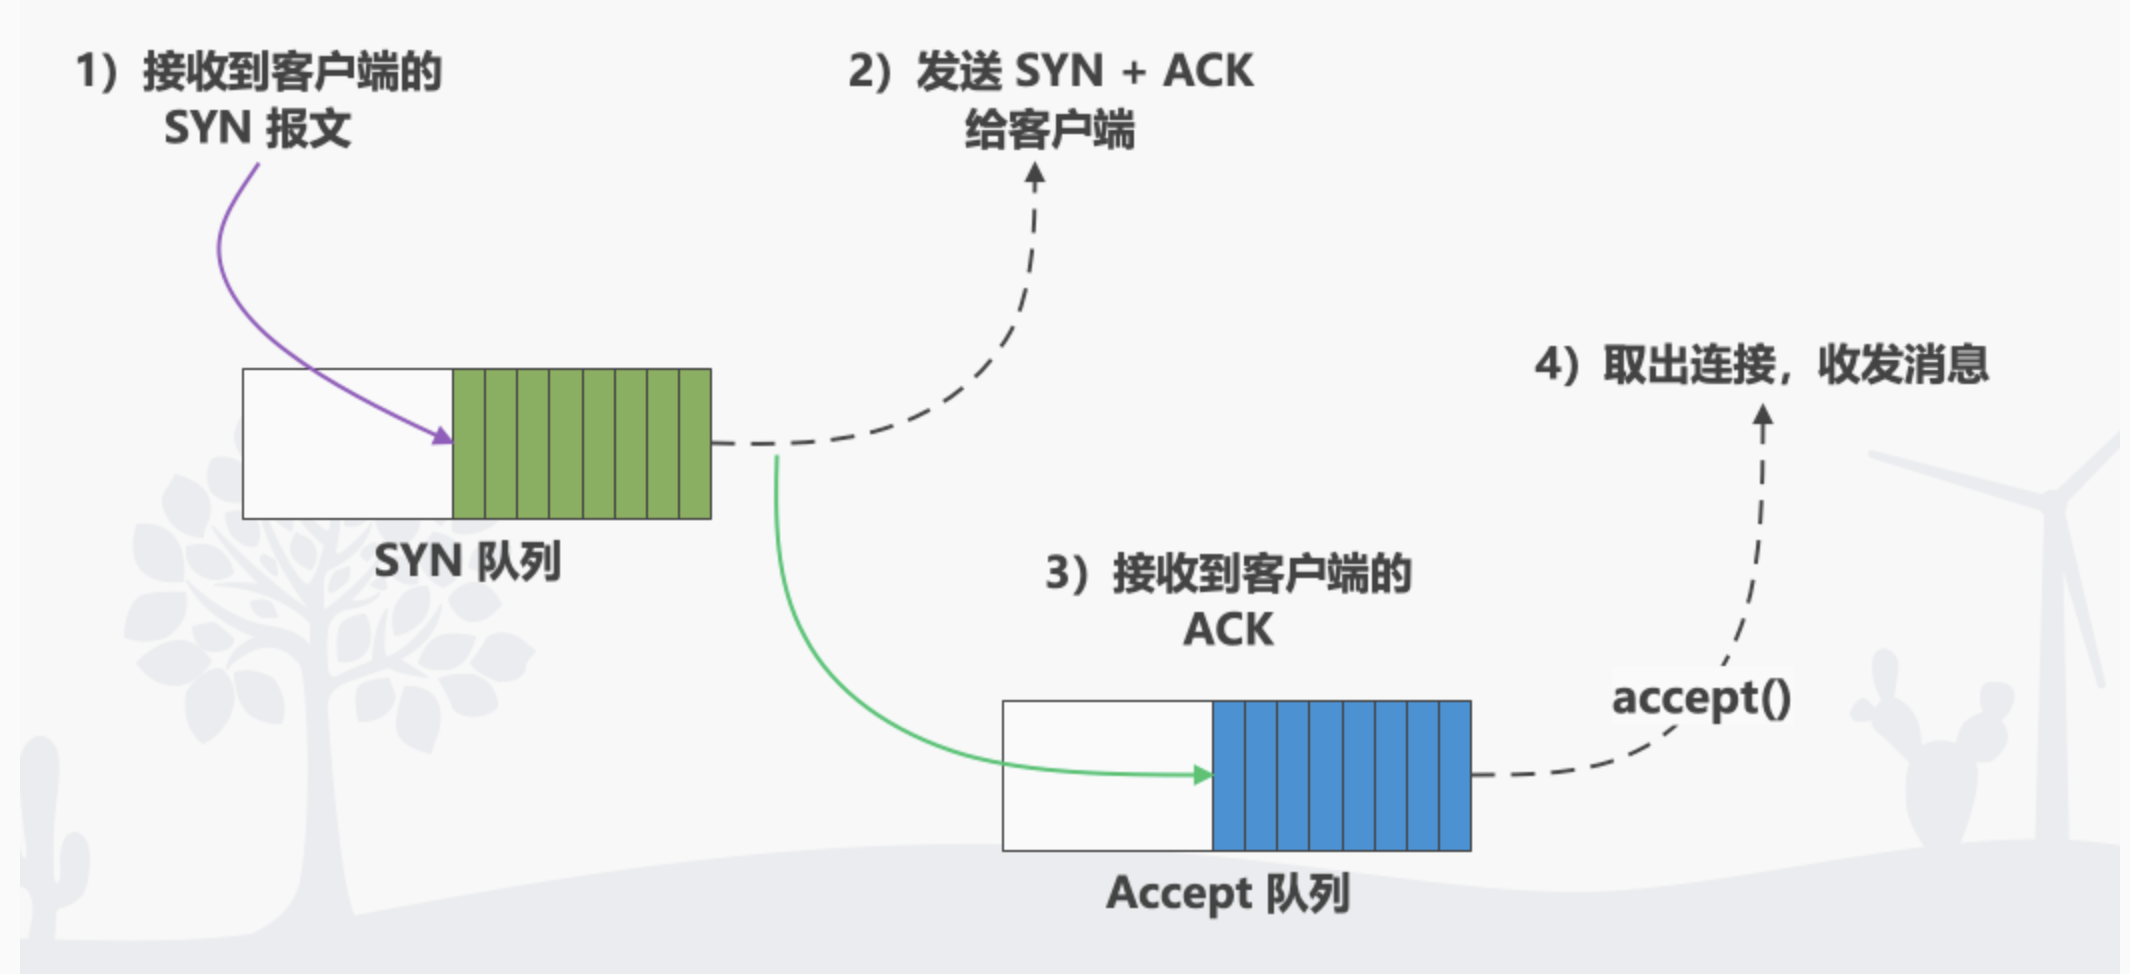 1）接收到客户端的
SYN 报文
2）发送 SYN + ACK
给客户端
4）取出连接，收发消息
SYN 队列
3）接收到客户端的
ACK
accept()
Accept 队列